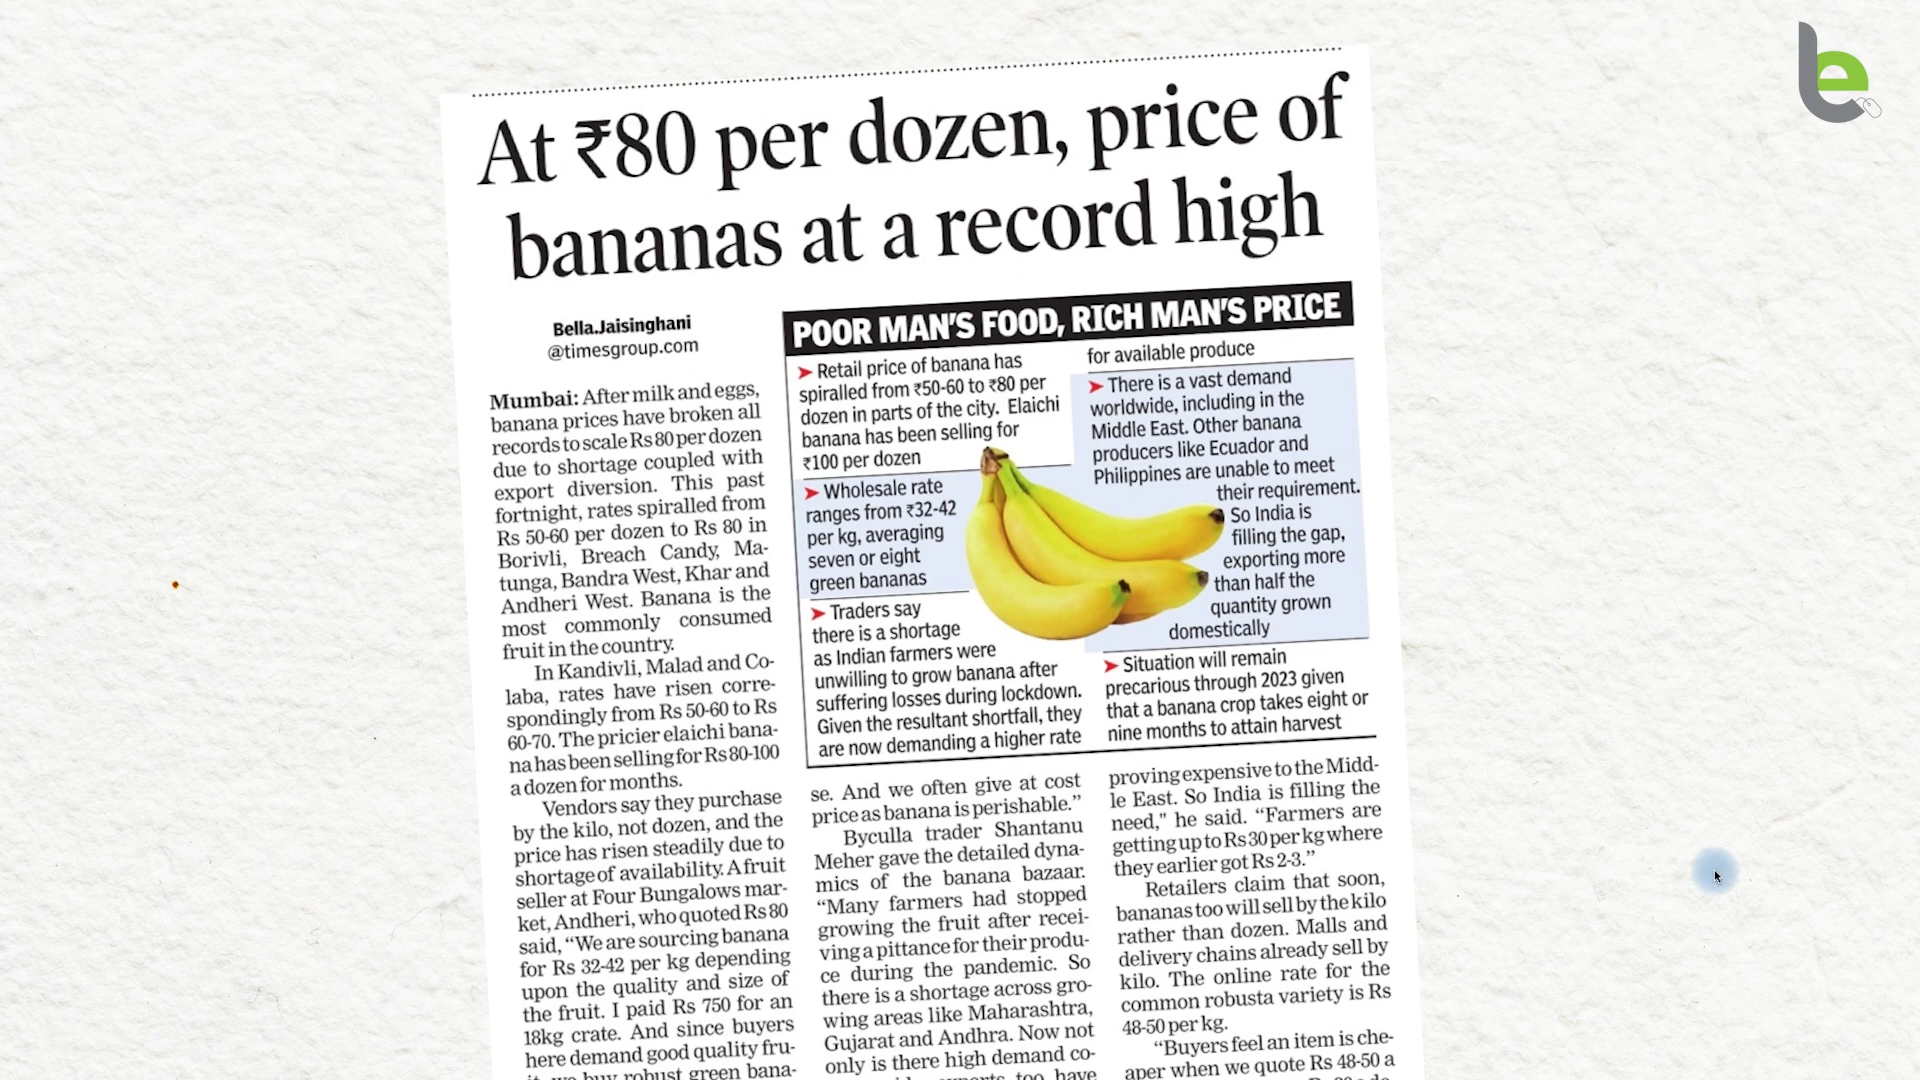 At ₹80 per dozen, price of
bananas at a record high
Bella.Jaisinghani
@timesgroup.com
Mumbai: After milk and eggs,
banana prices have broken all
records to scale Rs 80 per dozen
due to shortage coupled with
export diversion. This past
fortnight, rates spiralled from
Rs 50-60 per dozen to Rs 80 in
Borivli, Breach Candy, Ma-
tunga, Bandra West, Khar and
Andheri West. Banana is the
most commonly consumed
fruit in the country.
In Kandivli, Malad and Co-
laba, rates have risen corre-
spondingly from Rs 50-60 to Rs
60-70. The pricier elaichi bana-
na has been selling for Rs 80-100
a dozen for months.
Vendors say they purchase
by the kilo, not dozen, and the
price has risen steadily due to
shortage of availability. A fruit
seller at Four Bungalows mar-
ket, Andheri, who quoted Rs 80
said, “We are sourcing banana
for Rs 32-42 per kg depending
upon the quality and size of
the fruit. I paid Rs 750 for an
18kg crate. And since buyers
here demand good quality fru-
it, we buy robust green bana-
POOR MAN'S FOOD, RICH MAN'S PRICE
➤ Retail price of banana has
spiralled from ₹50-60 to ₹80 per
dozen in parts of the city. Elaichi
banana has been selling for
₹100 per dozen
➤ Wholesale rate
ranges from ₹32-42
per kg, averaging
seven or eight
green bananas
➤ Traders say
there is a shortage
as Indian farmers were
unwilling to grow banana after
suffering losses during lockdown.
Given the resultant shortfall, they
are now demanding a higher rate
for available produce
➤ There is a vast demand
worldwide, including in the
Middle East. Other banana
producers like Ecuador and
Philippines are unable to meet
their requirement.
So India is
filling the gap,
exporting more
than half the
quantity grown
domestically
➤ Situation will remain
precarious through 2023 given
that a banana crop takes eight or
nine months to attain harvest
se. And we often give at cost
price as banana is perishable.”
Byculla trader Shantanu
Meher gave the detailed dyna-
mics of the banana bazaar.
“Many farmers had stopped
growing the fruit after recei-
ving a pittance for their produ-
ce during the pandemic. So
there is a shortage across gro-
wing areas like Maharashtra,
Gujarat and Andhra. Now not
only is there high demand co-
exports too have
proving expensive to the Midd-
le East. So India is filling the
need," he said. “Farmers are
getting up to Rs 30 per kg where
they earlier got Rs 2-3.”
Retailers claim that soon,
bananas too will sell by the kilo
rather than dozen. Malls and
delivery chains already sell by
kilo. The online rate for the
common robusta variety is Rs
48-50 per kg.
“Buyers feel an item is che-
aper when we quote Rs 48-50 a